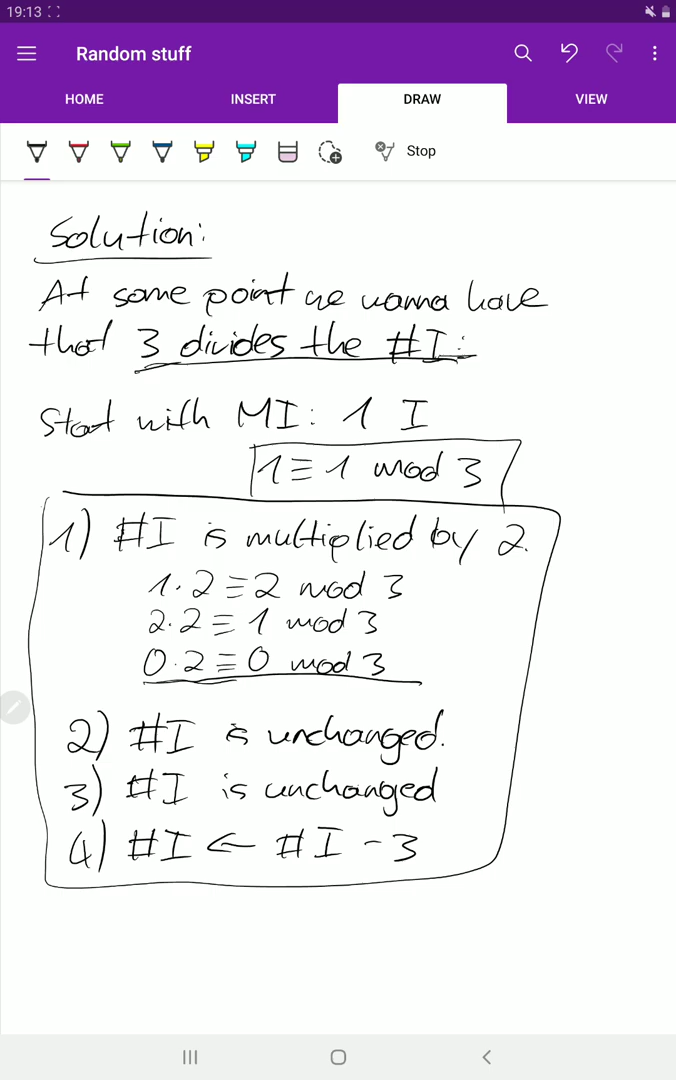 19:13
Random stuff
HOME INSERT DRAW VIEW
Stop
Solution:
At some point we wanna have
that 3 divides the #I:
Start with MI: 1 I
1 ≡ 1 mod 3
1) #I is multiplied by 2.
1·2 ≡ 2 mod 3
2·2 ≡ 1 mod 3
0·2 ≡ 0 mod 3
2) #I is unchanged.
3) #I is unchanged
4) #I ← #I - 3